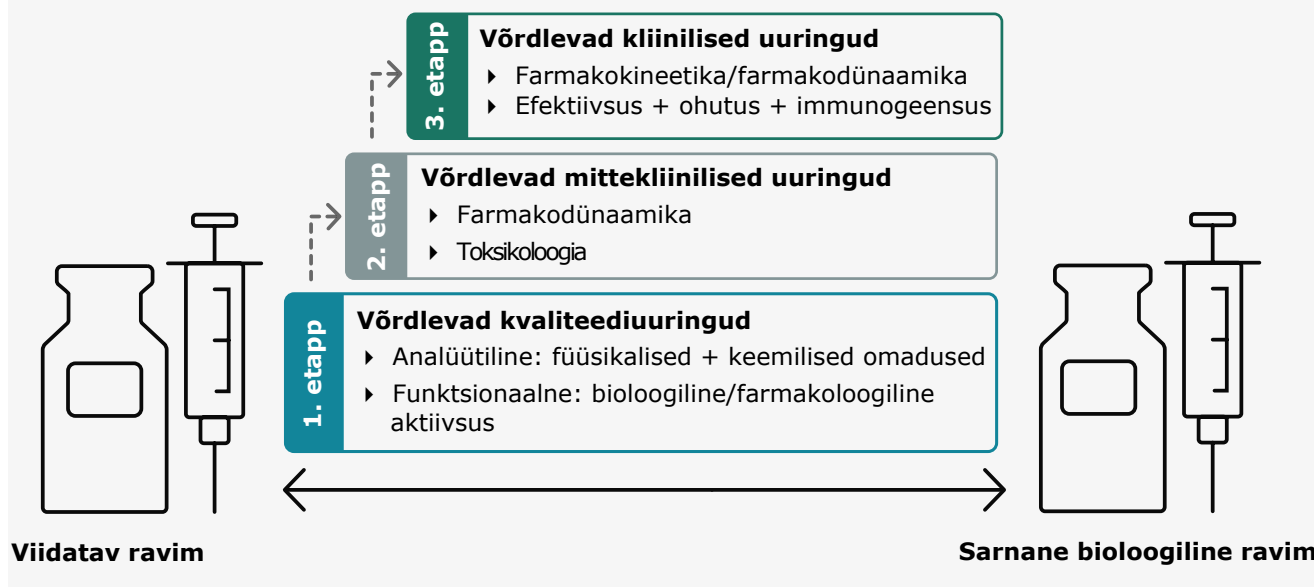 3. etapp
Võrdlevad kliinilised uuringud
Farmakokineetika/farmakodünaamika
Efektiivsus + ohutus + immunogeensus
2. etapp
Võrdlevad mittekliinilised uuringud
Farmakodünaamika
Toksikoloogia
1. etapp
Võrdlevad kvaliteediuuringud
Analüütiline: füüsikalised + keemilised omadused
Funktsionaalne: bioloogiline/farmakoloogiline
aktiivsus
Viidatav ravim
Sarnane bioloogiline ravim